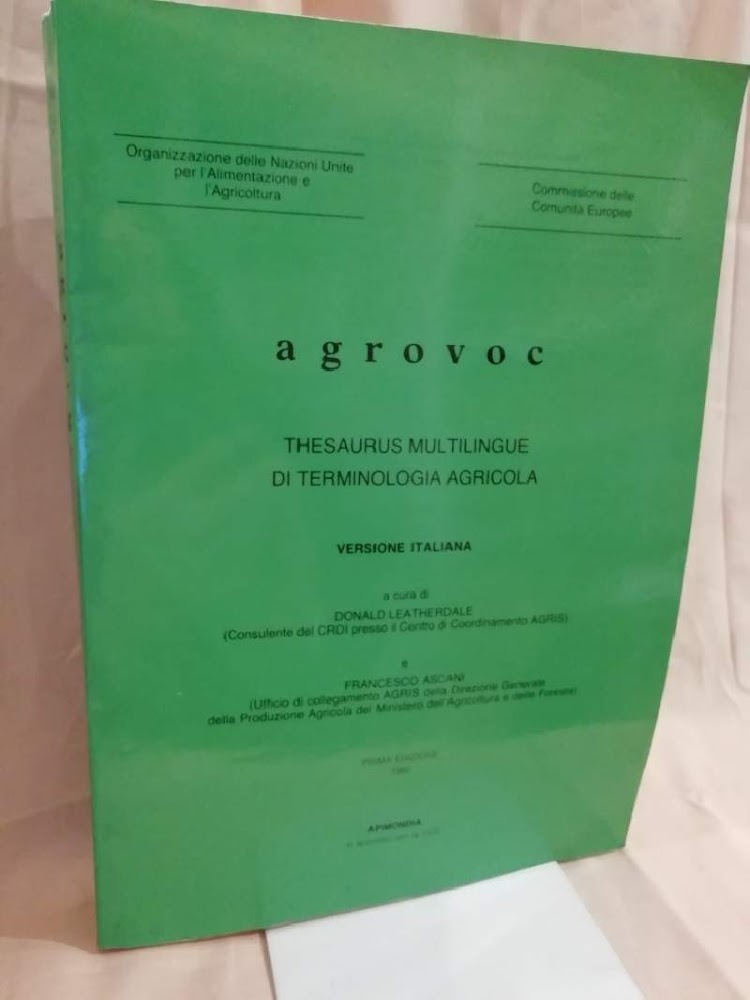 Organizzazione delle Nazioni Unite
per l'Alimentazione e
l'Agricoltura
Commissione delle
Comunità Europee
agrovoc
THESAURUS MULTILINGUE
DI TERMINOLOGIA AGRICOLA
VERSIONE ITALIANA
a cura di
DONALD LEATHERDALE
(Consulente del CRDI presso il Centro di Coordinamento AGRIS)
e
FRANCESCO ASCANI
(Ufficio di collegamento AGRIS della Direzione Generale
della Produzione Agricola del Ministero dell'Agricoltura e delle Foreste)
PRIMA EDIZIONE
APIMONDIA